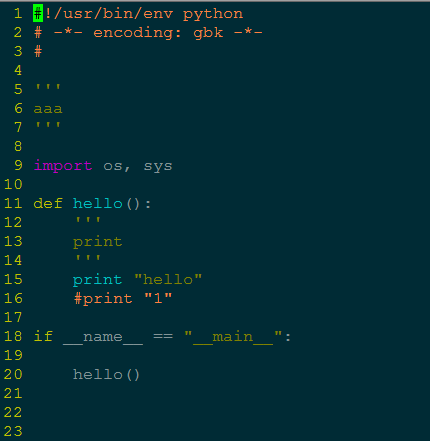 1 #!/usr/bin/env python
2 # -*- encoding: gbk -*-
3 #
4
5 '''
6 aaa
7 '''
8
9 import os, sys
10
11 def hello():
12     '''
13     print
14     '''
15     print "hello"
16     #print "1"
17
18 if __name__ == "__main__":
19
20     hello()
21
22
23